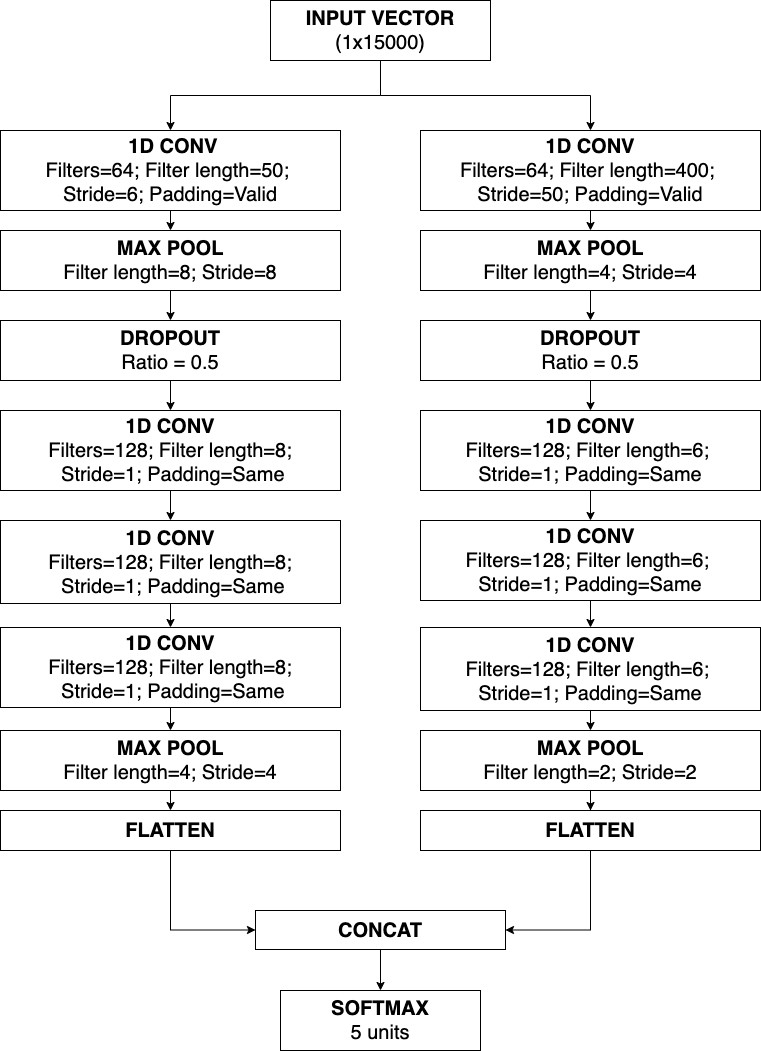 INPUT VECTOR
(1x15000)
1D CONV
Filters=64; Filter length=50;
Stride=6; Padding=Valid
MAX POOL
Filter length=8; Stride=8
DROPOUT
Ratio = 0.5
1D CONV
Filters=128; Filter length=8;
Stride=1; Padding=Same
1D CONV
Filters=128; Filter length=8;
Stride=1; Padding=Same
1D CONV
Filters=128; Filter length=8;
Stride=1; Padding=Same
MAX POOL
Filter length=4; Stride=4
FLATTEN
1D CONV
Filters=64; Filter length=400;
Stride=50; Padding=Valid
MAX POOL
Filter length=4; Stride=4
DROPOUT
Ratio = 0.5
1D CONV
Filters=128; Filter length=6;
Stride=1; Padding=Same
1D CONV
Filters=128; Filter length=6;
Stride=1; Padding=Same
1D CONV
Filters=128; Filter length=6;
Stride=1; Padding=Same
MAX POOL
Filter length=2; Stride=2
FLATTEN
CONCAT
SOFTMAX
5 units